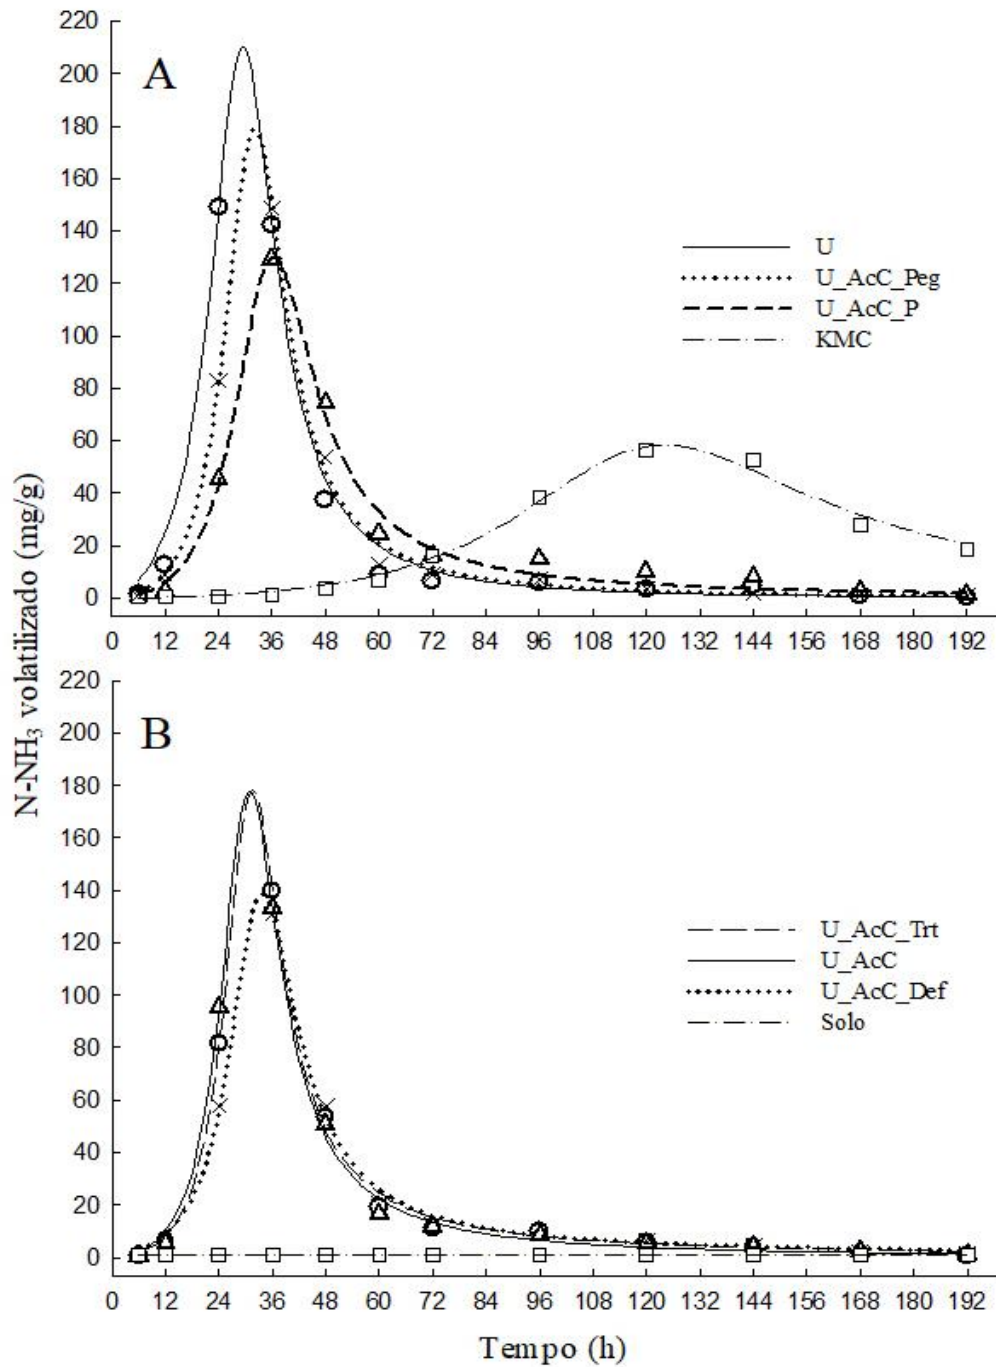 220
200
180
160
140
120
100
80
60
40
20
0
A
U
U_AcC_Peg
U_AcC_P
KMC
0 12 24 36 48 60 72 84 96 108 120 132 144 156 168 180 192
N-NH₃ volatilizado (mg/g)
220
200
180
160
140
120
100
80
60
40
20
0
B
U_AcC_Trt
U_AcC
U_AcC_Def
Solo
0 12 24 36 48 60 72 84 96 108 120 132 144 156 168 180 192
Tempo (h)